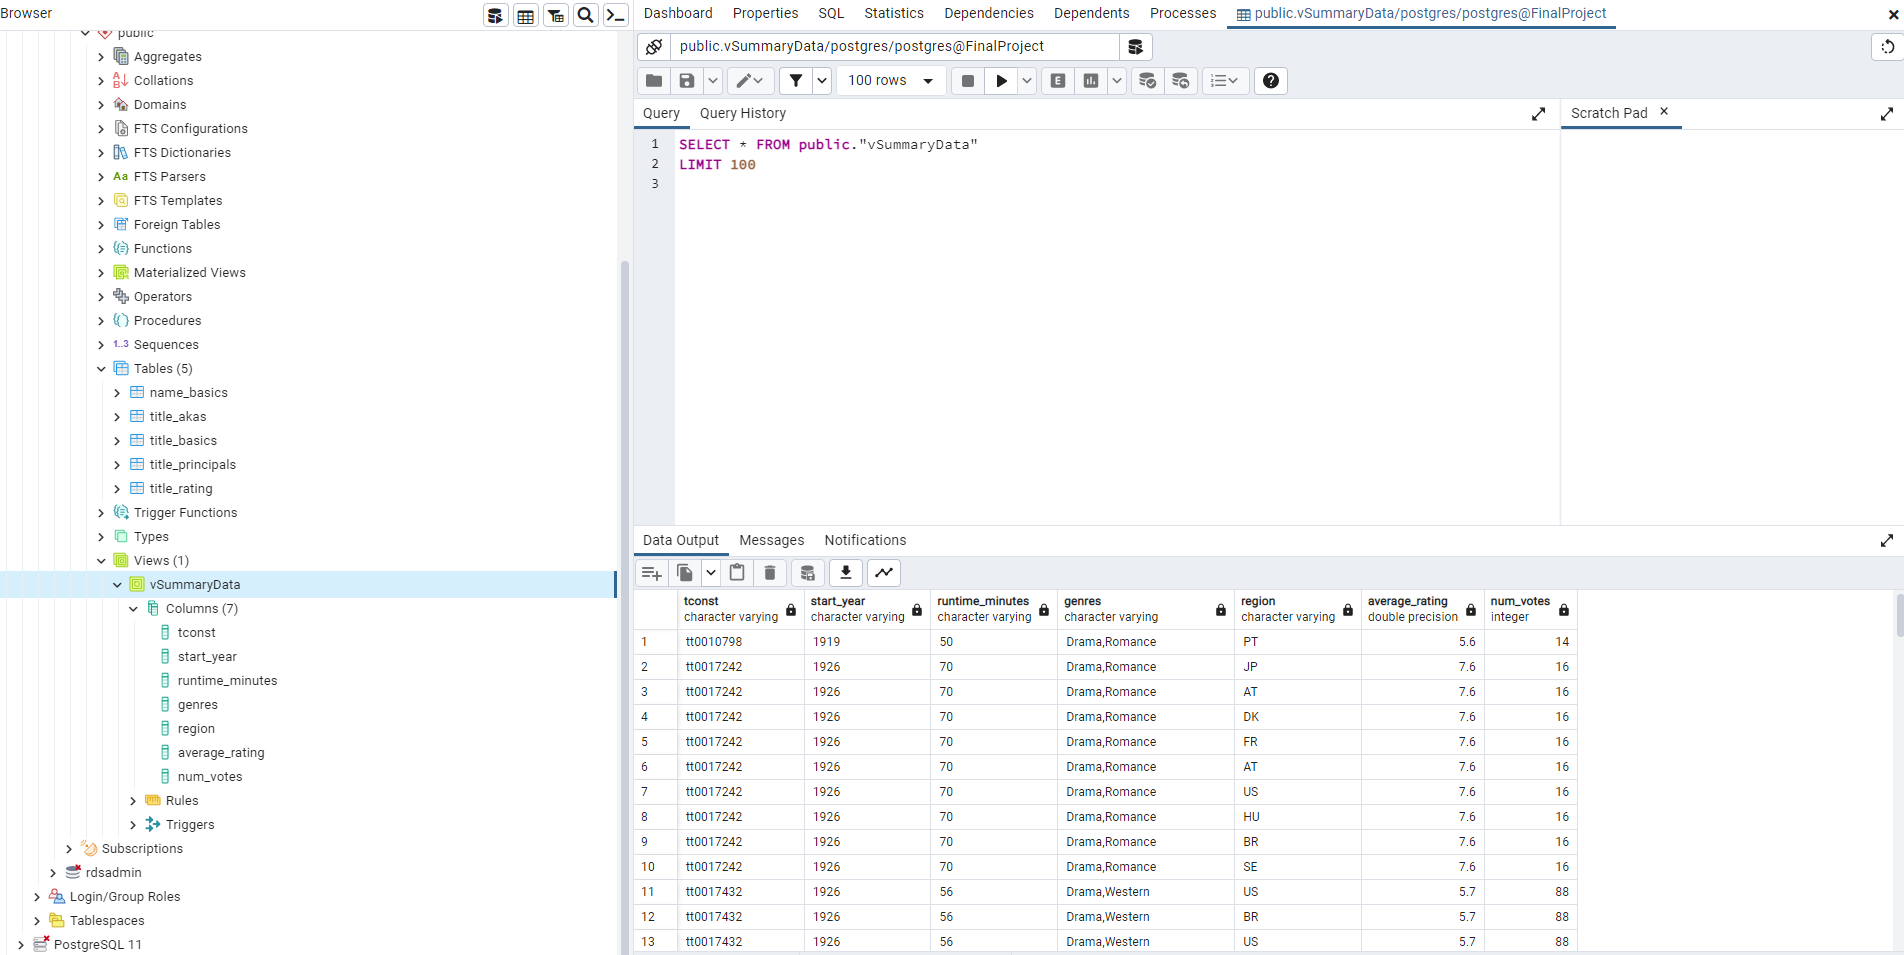 Browser
public
Aggregates
Collations
Domains
FTS Configurations
FTS Dictionaries
Aa FTS Parsers
FTS Templates
Foreign Tables
Functions
Materialized Views
Operators
Procedures
1..3 Sequences
Tables (5)
name_basics
title_akas
title_basics
title_principals
title_rating
Trigger Functions
Types
Views (1)
vSummaryData
Columns (7)
tconst
start_year
runtime_minutes
genres
region
average_rating
num_votes
Rules
Triggers
Subscriptions
rdsadmin
Login/Group Roles
Tablespaces
PostgreSQL 11
Dashboard Properties SQL Statistics Dependencies Dependents Processes public.vSummaryData/postgres/postgres@FinalProject
public.vSummaryData/postgres/postgres@FinalProject
100 rows E
Query Query History
1 SELECT * FROM public."vSummaryData"
2 LIMIT 100
3
Scratch Pad
Data Output Messages Notifications
tconst start_year runtime_minutes genres region average_rating num_votes
character varying character varying character varying character varying character varying double precision integer
1 tt0010798 1919 50 Drama,Romance PT 5.6 14
2 tt0017242 1926 70 Drama,Romance JP 7.6 16
3 tt0017242 1926 70 Drama,Romance AT 7.6 16
4 tt0017242 1926 70 Drama,Romance DK 7.6 16
5 tt0017242 1926 70 Drama,Romance FR 7.6 16
6 tt0017242 1926 70 Drama,Romance AT 7.6 16
7 tt0017242 1926 70 Drama,Romance US 7.6 16
8 tt0017242 1926 70 Drama,Romance HU 7.6 16
9 tt0017242 1926 70 Drama,Romance BR 7.6 16
10 tt0017242 1926 70 Drama,Romance SE 7.6 16
11 tt0017432 1926 56 Drama,Western US 5.7 88
12 tt0017432 1926 56 Drama,Western BR 5.7 88
13 tt0017432 1926 56 Drama,Western US 5.7 88